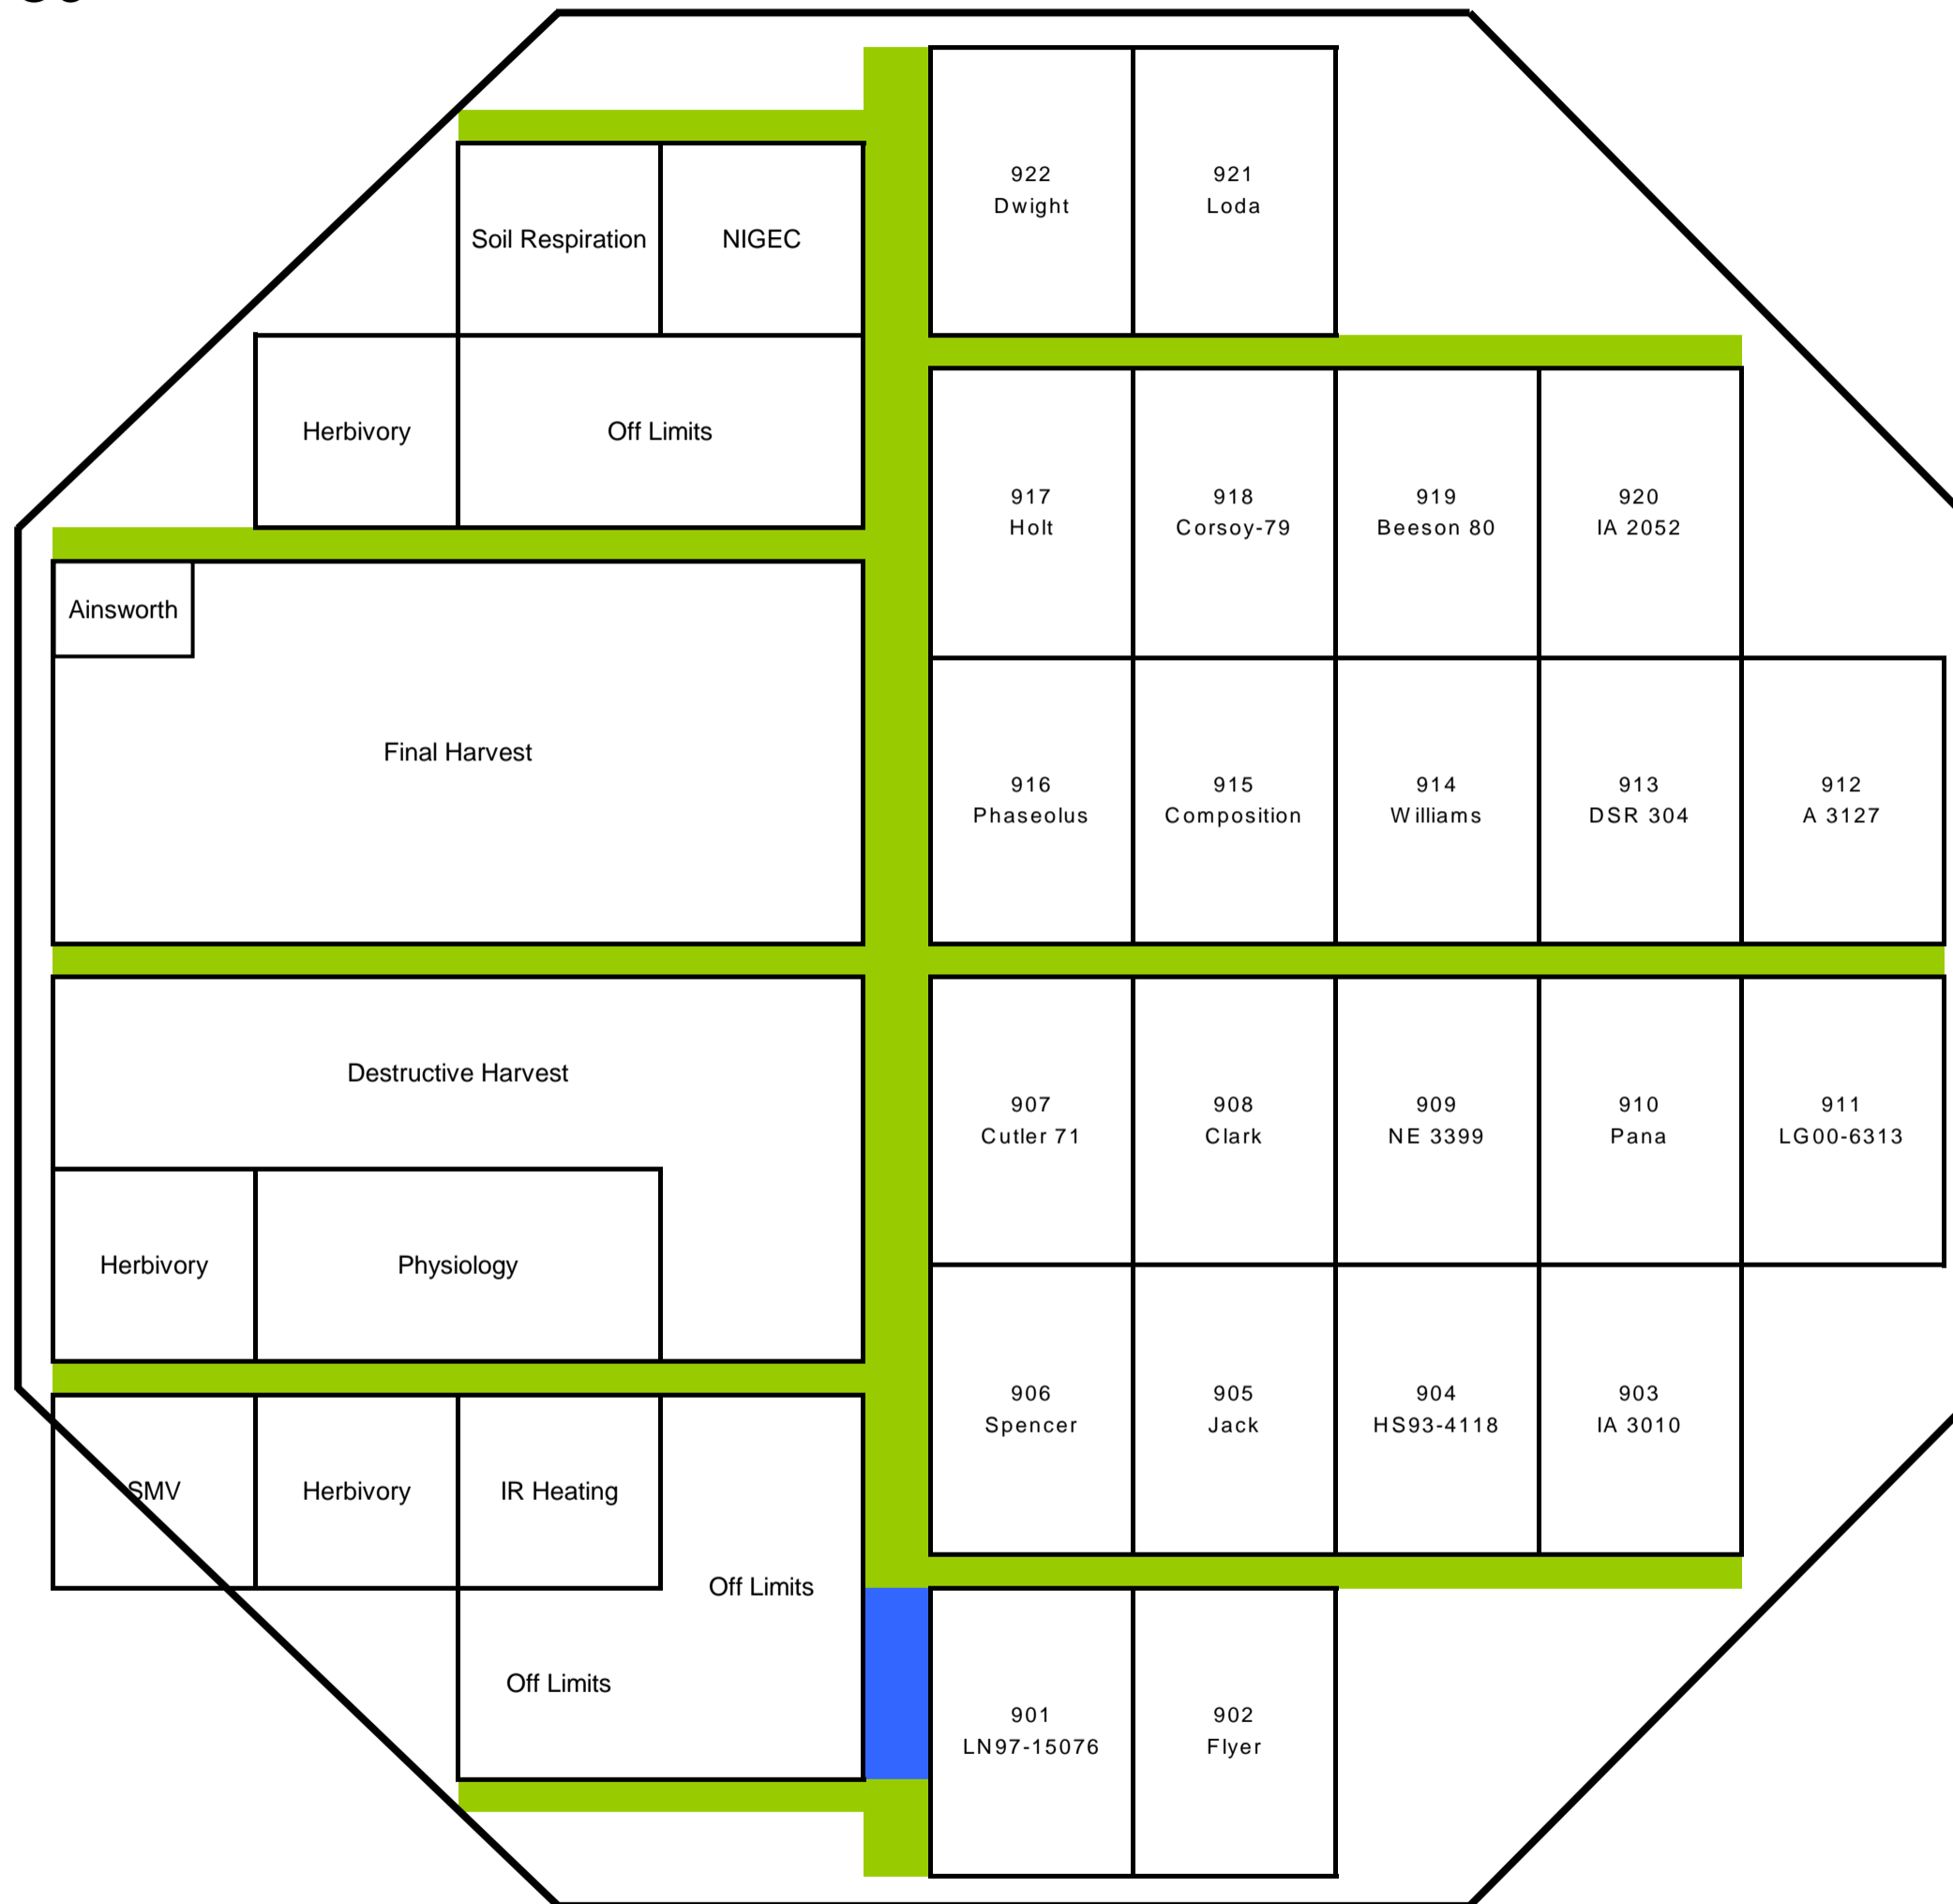 922
Dwight
921
Loda
Soil Respiration
NIGEC
Herbivory
Off Limits
917
Holt
918
Corsoy-79
919
Beeson 80
920
IA 2052
Ainsworth
Final Harvest
916
Phaseolus
915
Composition
914
Williams
913
DSR 304
912
A 3127
Destructive Harvest
907
Cutler 71
908
Clark
909
NE 3399
910
Pana
911
LG00-6313
Herbivory
Physiology
906
Spencer
905
Jack
904
HS93-4118
903
IA 3010
SMV
Herbivory
IR Heating
Off Limits
Off Limits
901
LN97-15076
902
Flyer